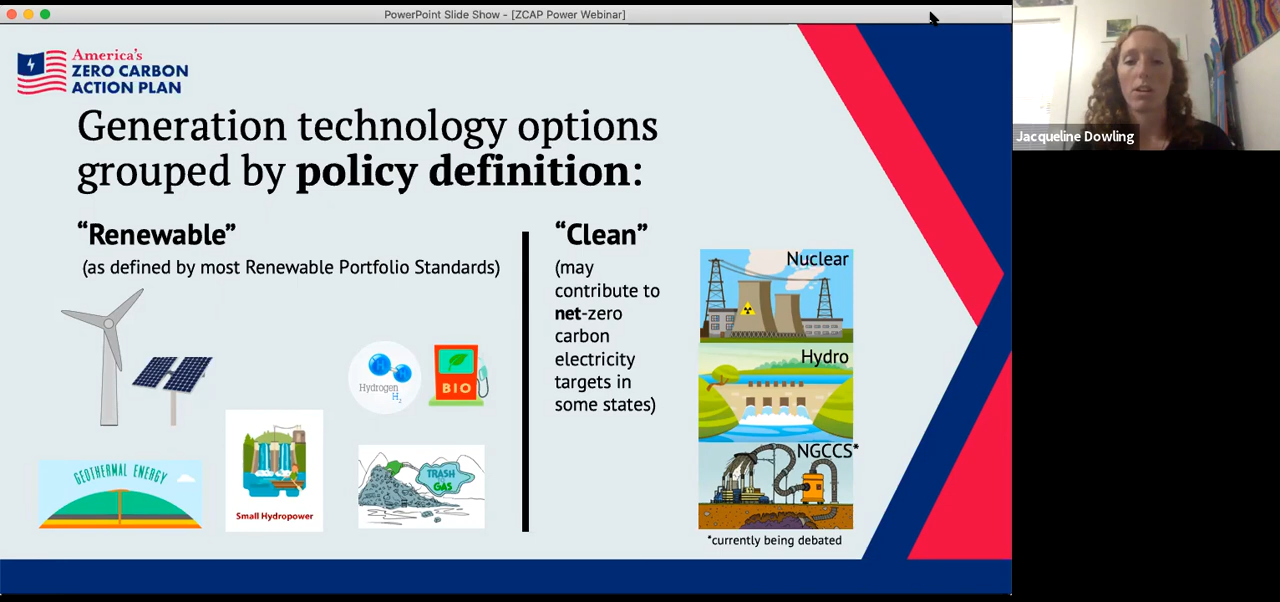 PowerPoint Slide Show - [ZCAP Power Webinar]
America's
ZERO CARBON
ACTION PLAN
Generation technology options
grouped by policy definition:
“Renewable”
(as defined by most Renewable Portfolio Standards)
Hydrogen
H2
BIO
GEOTHERMAL ENERGY
Small Hydropower
TRASH
GAS
“Clean”
(may
contribute to
net-zero
carbon
electricity
targets in
some states)
Nuclear
Hydro
NGCCS*
*currently being debated
Jacqueline Dowling